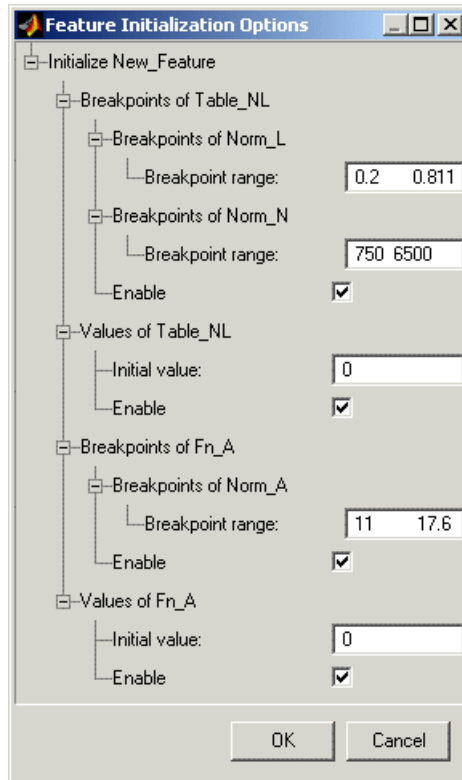 Feature Initialization Options
Initialize New_Feature
Breakpoints of Table_NL
Breakpoints of Norm_L
Breakpoint range: 0.2 0.811
Breakpoints of Norm_N
Breakpoint range: 750 6500
Enable
Values of Table_NL
Initial value: 0
Enable
Breakpoints of Fn_A
Breakpoints of Norm_A
Breakpoint range: 11 17.6
Enable
Values of Fn_A
Initial value: 0
Enable
OK Cancel